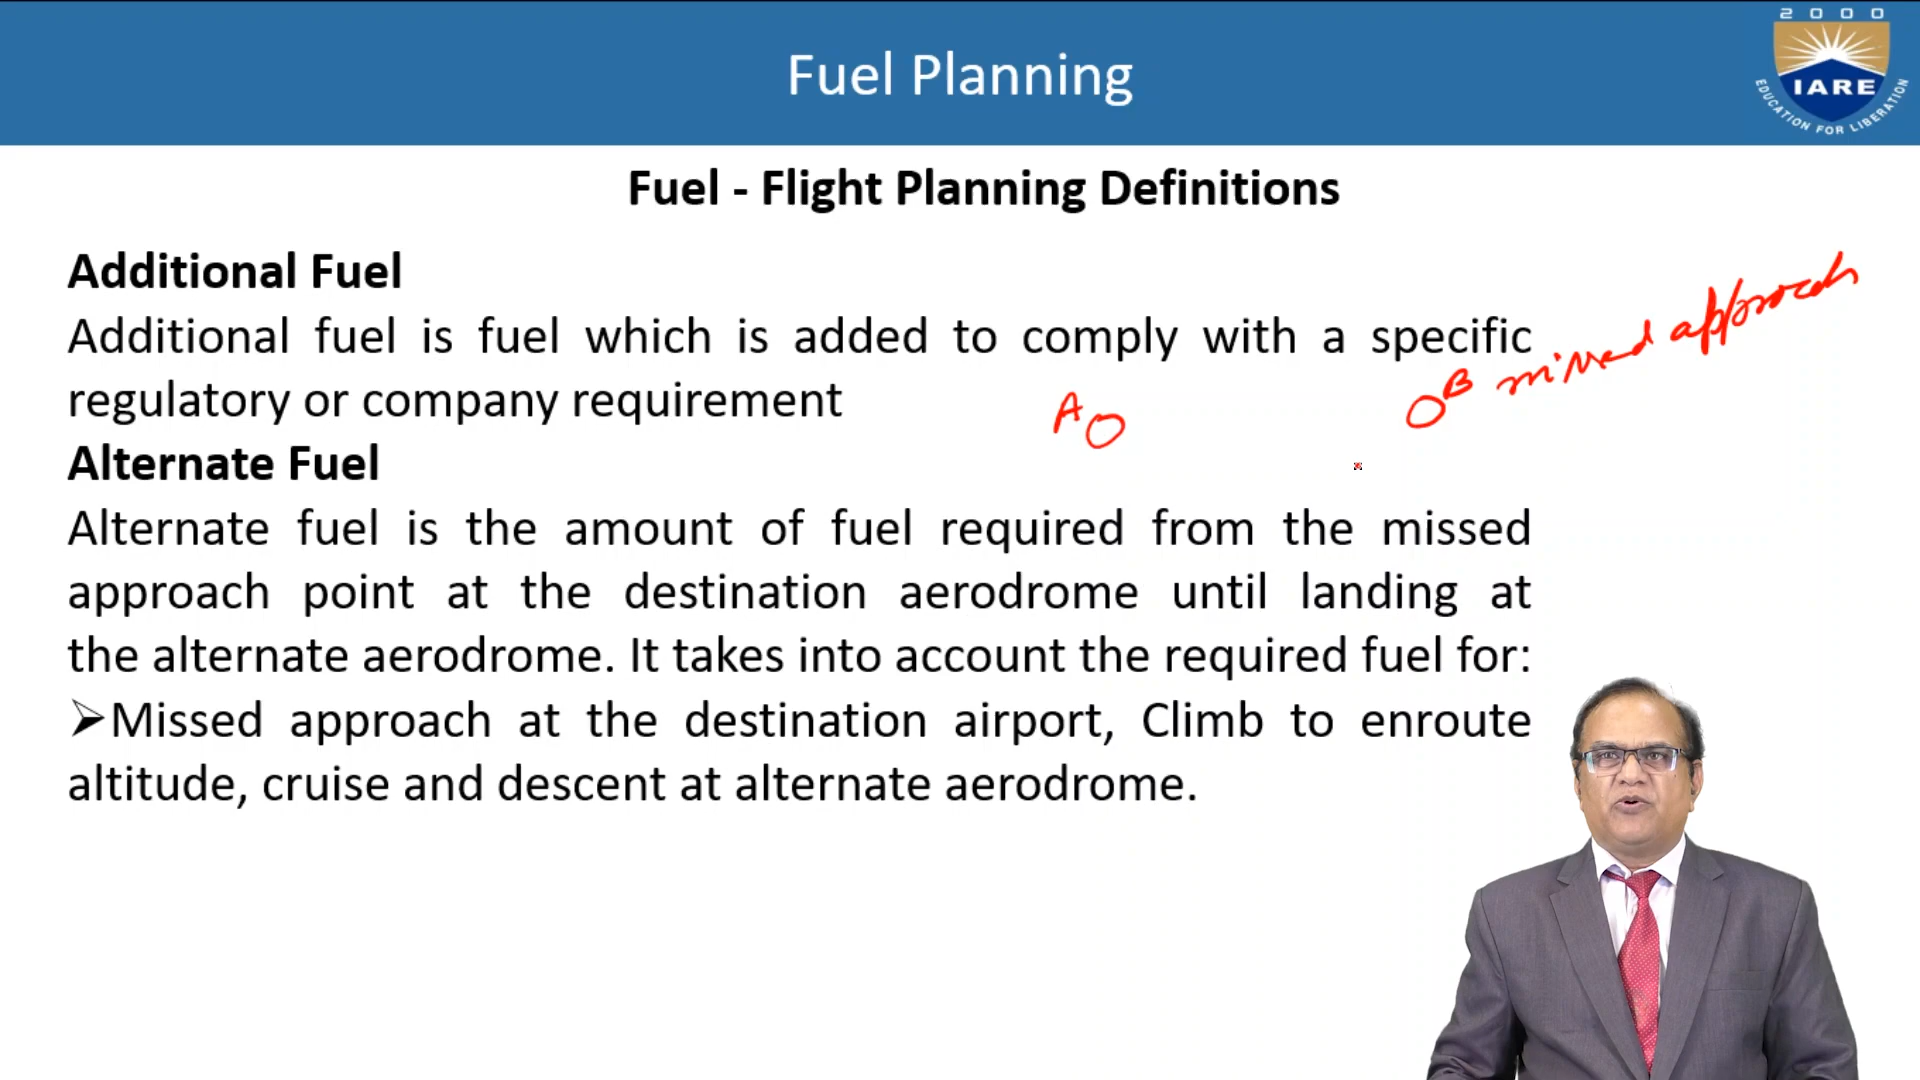 2000
IARE
EDUCATION FOR LIBERATION
Fuel Planning
Fuel - Flight Planning Definitions
Additional Fuel
Additional fuel is fuel which is added to comply with a specific
regulatory or company requirement
A
B missed approach
Alternate Fuel
Alternate fuel is the amount of fuel required from the missed
approach point at the destination aerodrome until landing at
the alternate aerodrome. It takes into account the required fuel for:
➢Missed approach at the destination airport, Climb to enroute
altitude, cruise and descent at alternate aerodrome.